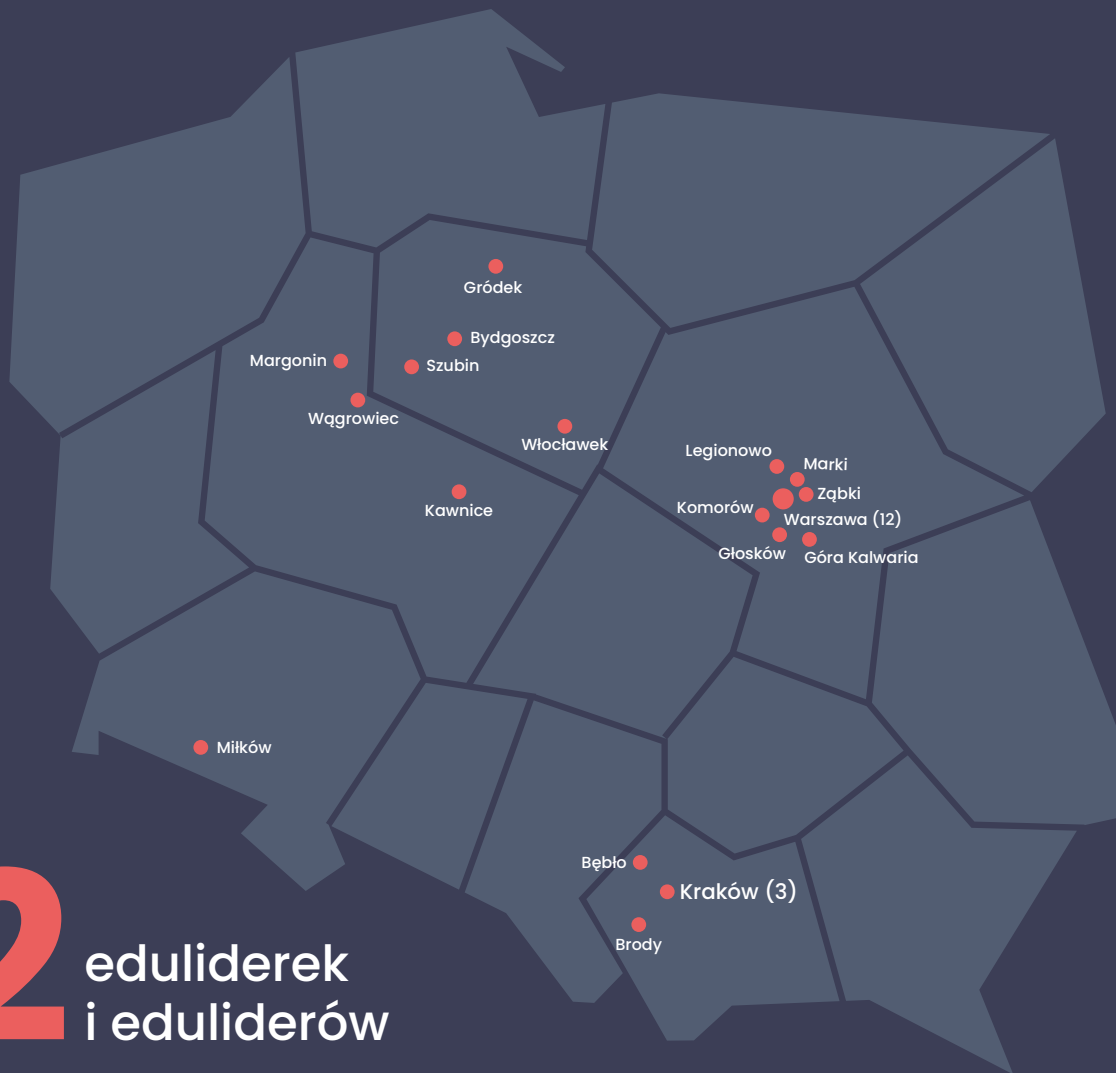 Gródek
Bydgoszcz
Margonin
Szubin
Wągrowiec
Włocławek
Legionowo
Marki
Kawnice
Ząbki
Komorów
Warszawa (12)
Głosków
Góra Kalwaria
Miłków
Bębło
Kraków (3)
Brody
2
eduliderek
i eduliderów